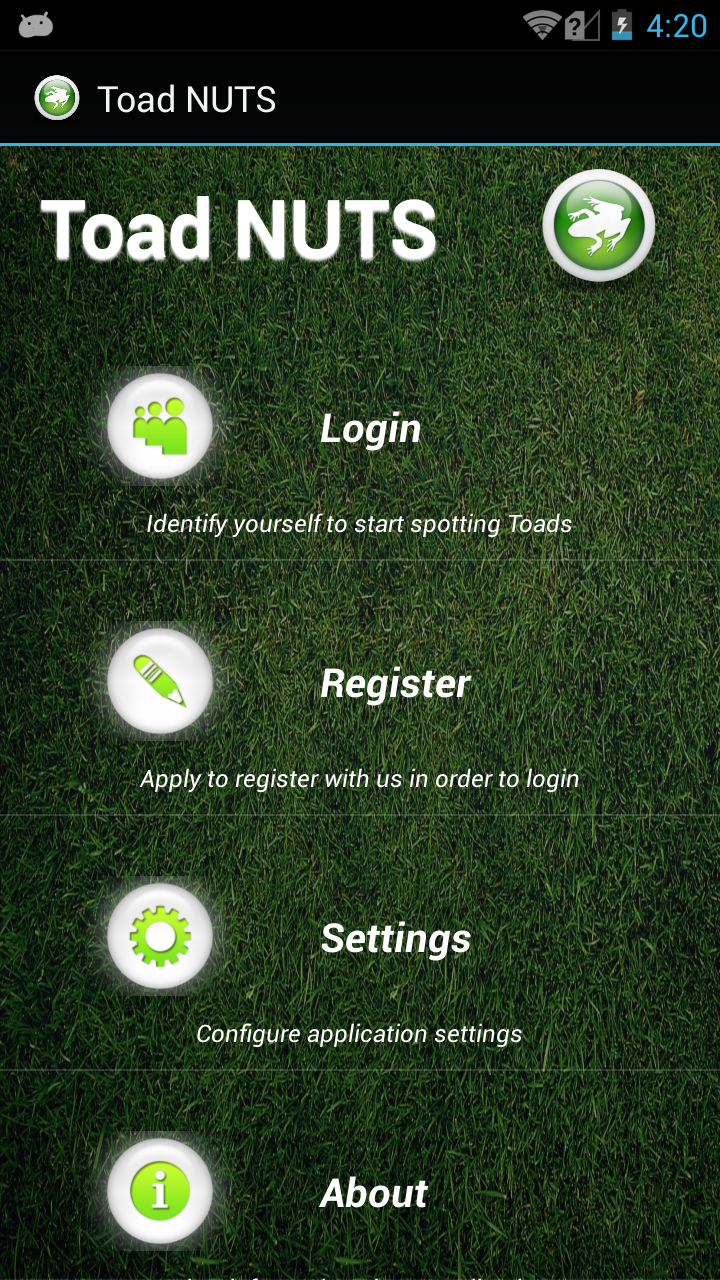 4:20
Toad NUTS
Toad NUTS
Login
Identify yourself to start spotting Toads
Register
Apply to register with us in order to login
Settings
Configure application settings
About